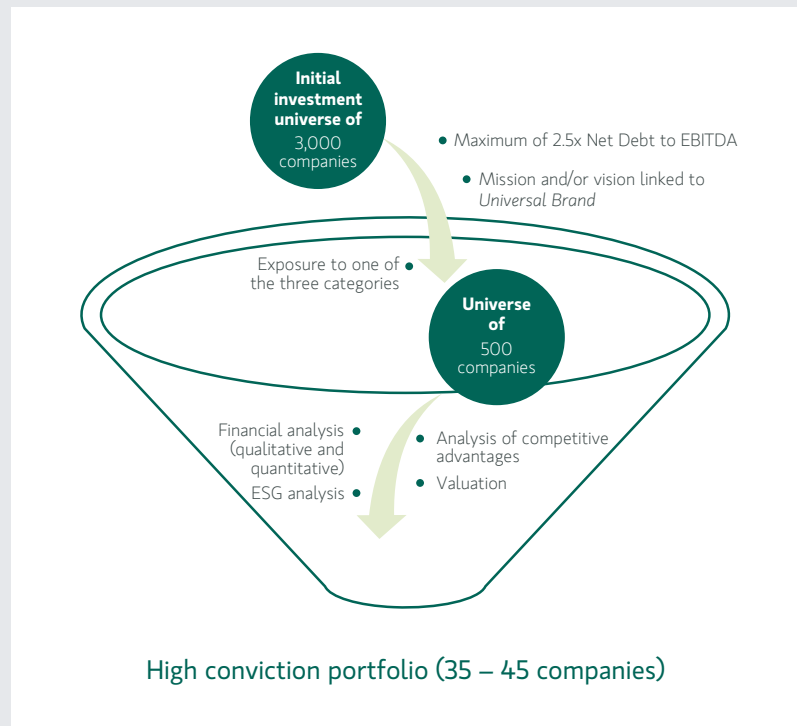 Initial
investment
universe of
3,000
companies
• Maximum of 2.5x Net Debt to EBITDA
• Mission and/or vision linked to
Universal Brand
Exposure to one of •
the three categories
Universe
of
500
companies
Financial analysis •
(qualitative and
quantitative)
ESG analysis •
• Analysis of competitive
advantages
• Valuation
High conviction portfolio (35 – 45 companies)